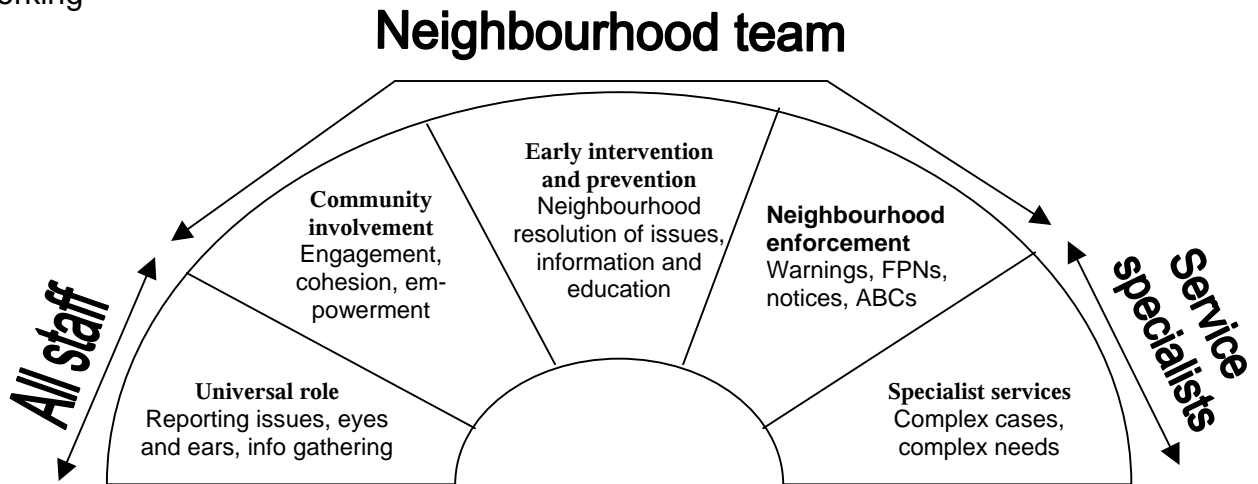 Neighbourhood team
All staff
Universal role
Reporting issues, eyes
and ears, info gathering
Community
involvement
Engagement,
cohesion, em-
powerment
Early intervention
and prevention
Neighbourhood
resolution of issues,
information and
education
Neighbourhood
enforcement
Warnings, FPNs,
notices, ABCs
Specialist services
Complex cases,
complex needs
Service
specialists